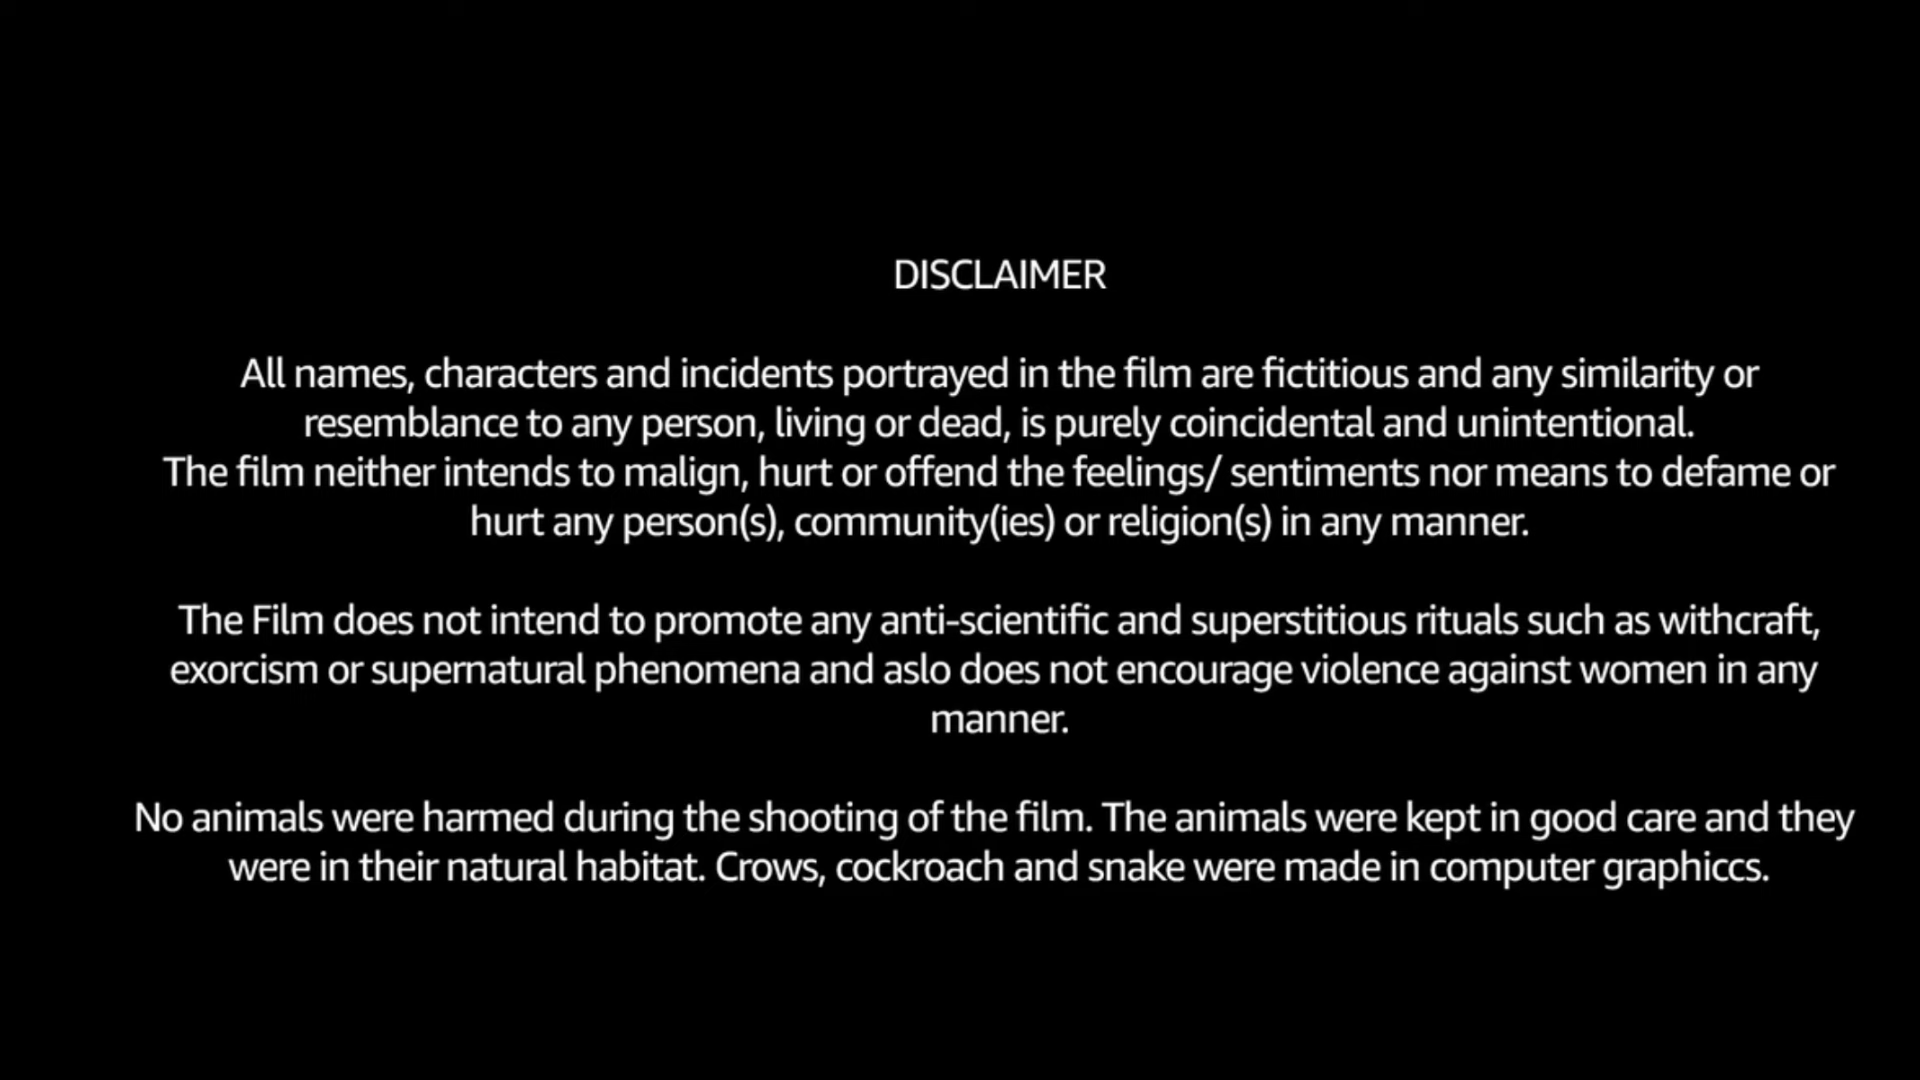 DISCLAIMER
All names, characters and incidents portrayed in the film are fictitious and any similarity or
resemblance to any person, living or dead, is purely coincidental and unintentional.
The film neither intends to malign, hurt or offend the feelings/ sentiments nor means to defame or
hurt any person(s), community(ies) or religion(s) in any manner.
The Film does not intend to promote any anti-scientific and superstitious rituals such as withcraft,
exorcism or supernatural phenomena and aslo does not encourage violence against women in any
manner.
No animals were harmed during the shooting of the film. The animals were kept in good care and they
were in their natural habitat. Crows, cockroach and snake were made in computer graphiccs.